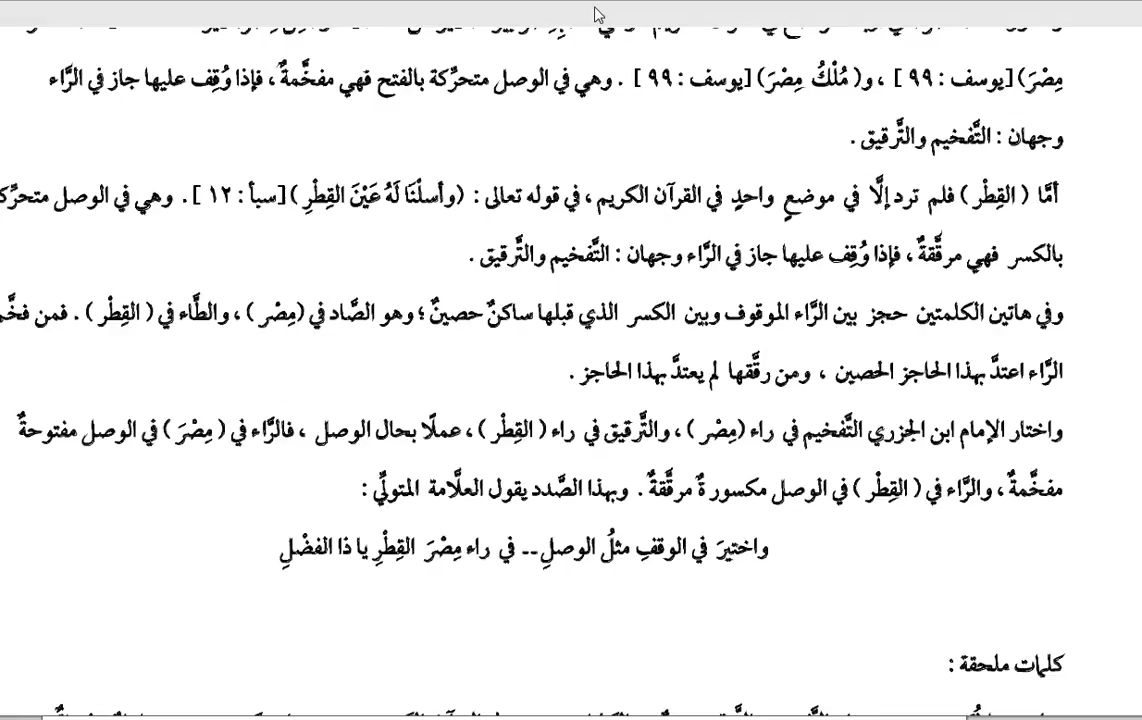 مِصْرَ)[يوسف : ٩٩ ] ، و( مُلْكُ مِصْرَ)[يوسف : ٩٩ ] . وهي في الوصل متحرّكة بالفتح فهي مفخّمةٌ ، فإذا وُقِف عليها جاز في الرَّاء
وجهان : التَّفخيم والتَّرقيق .
أمَّا ( القِطْر ) فلم ترد إلَّا في موضعٍ واحدٍ في القرآن الكريم ، في قوله تعالى : (وأسلْنَا لَهُ عَيْنَ القِطْرِ )[سبأ : ١٢ ] . وهي في الوصل
بالكسر فهي مرقَّقةٌ ، فإذا وُقِف عليها جاز في الرَّاء وجهان : التَّفخيم والتَّرقيق .
وفي هاتين الكلمتين حجز بين الرَّاء الموقوف وبين الكسر الذي قبلها ساكنٌ حصينٌ ؛ وهو الصَّاد في (مِصْر ) ، والطَّاء في ( القِطْر ) . فمن
الرَّاء اعتدَّ بهذا الحاجز الحصين ، ومن رقَّقها لم يعتدَّ بهذا الحاجز .
واختار الإمام ابن الجزري التَّفخيم في راء (مِصْر ) ، والتَّرقيق في راء ( القِطْر ) ، عملًا بحال الوصل ، فالرَّاء في ( مِصْرَ ) في الوصل مفتوحةٌ
مفخَّمةٌ ، والرَّاء في ( القِطْر ) في الوصل مكسورةٌ مرقَّقةٌ . وبهذا الصَّدد يقول العلَّامة المتولّي :
واختيرَ في الوقفِ مثلُ الوصلِ -- في راء مِصْرَ القِطْرِ يا ذا الفضْلِ
كلمات ملحقة :